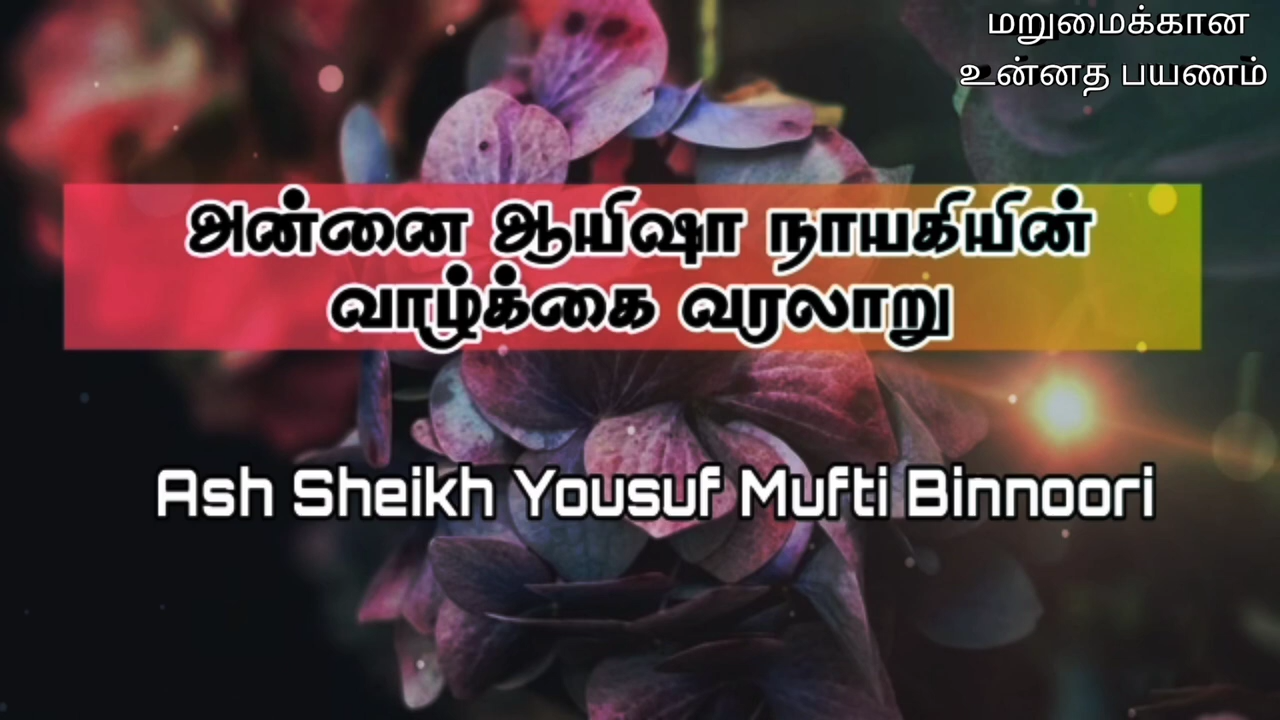 மறுமைக்கான
உன்னத பயணம்
அன்னை ஆயிஷா நாயகியின்
வாழ்க்கை வரலாறு
Ash Sheikh Yousuf Mufti Binnoori